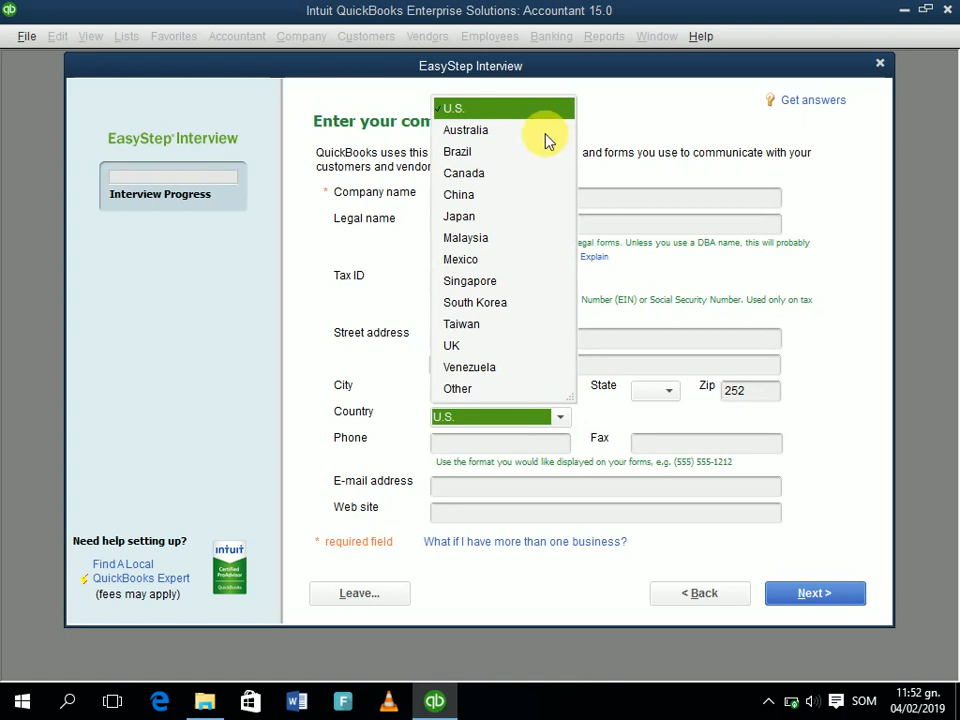 qb
Intuit QuickBooks Enterprise Solutions: Accountant 15.0
File Edit View Lists Favorites Accountant Company Customers Vendors Employees Banking Reports Window Help
EasyStep Interview
Get answers
EasyStep Interview
Interview Progress
Enter your com
QuickBooks uses this and forms you use to communicate with your
customers and vendor
* Company name
Legal name
egal forms. Unless you use a DBA name, this will probably
Explain
Tax ID
Number (EIN) or Social Security Number. Used only on tax
Street address
City
State
Zip 252
Country
U.S.
U.S.
Australia
Brazil
Canada
China
Japan
Malaysia
Mexico
Singapore
South Korea
Taiwan
UK
Venezuela
Other
Phone
Fax
Use the format you would like displayed on your forms, e.g. (555) 555-1212
E-mail address
Web site
* required field
What if I have more than one business?
Need help setting up?
Find A Local
QuickBooks Expert
(fees may apply)
intuit
Certified
ProAdvisor
QuickBooks
Leave...
< Back
Next >
W
F
qb
SOM
11:52 gn.
04/02/2019